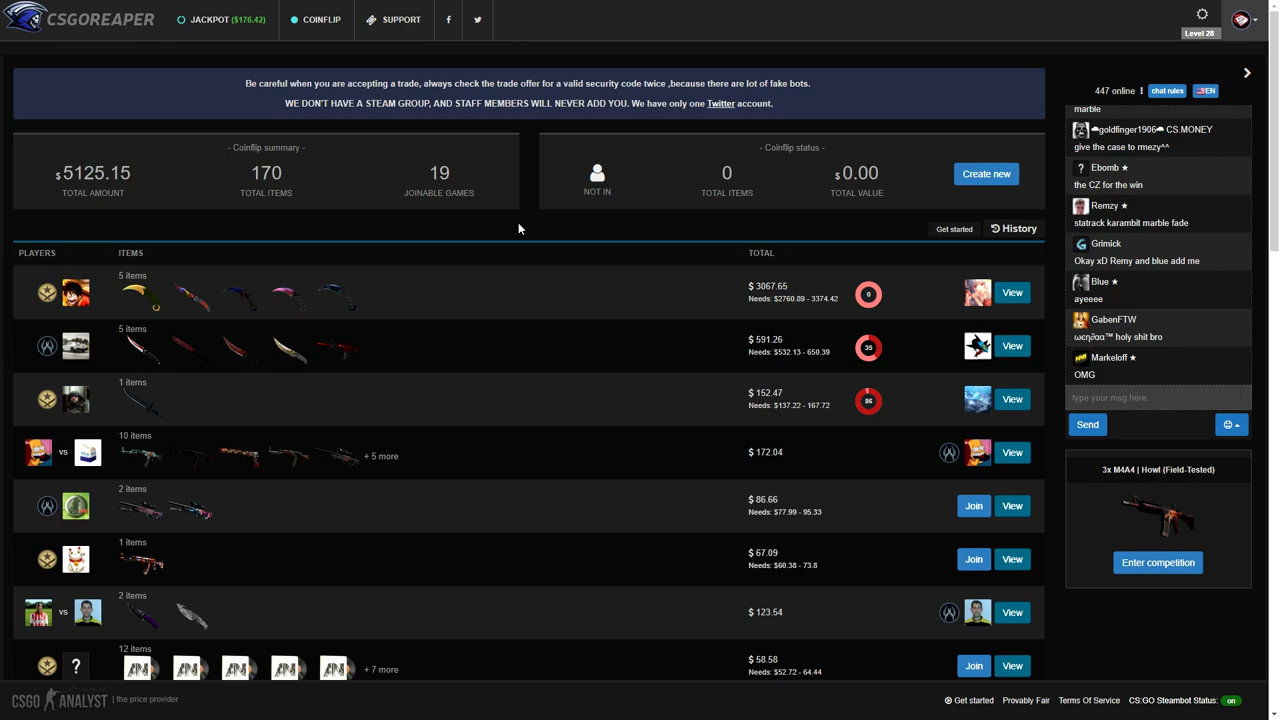 CSGOREAPER
JACKPOT ($176.42)
COINFLIP
SUPPORT
Level 28
Be careful when you are accepting a trade, always check the trade offer for a valid security code twice ,because there are lot of fake bots.
WE DON'T HAVE A STEAM GROUP, AND STAFF MEMBERS WILL NEVER ADD YOU. We have only one Twitter account.
- Coinflip summary -
$5125.15
170
19
TOTAL AMOUNT
TOTAL ITEMS
JOINABLE GAMES
- Coinflip status -
0
$0.00
Create new
NOT IN
TOTAL ITEMS
TOTAL VALUE
Get started
History
PLAYERS
ITEMS
TOTAL
5 items
$ 3067.65
Needs: $2760.89 - 3374.42
0
View
5 items
$ 591.26
Needs: $532.13 - 650.39
35
View
1 items
$ 152.47
Needs: $137.22 - 167.72
86
View
10 items
vs
+ 5 more
$ 172.04
View
2 items
$ 86.66
Needs: $77.99 - 95.33
Join
View
1 items
$ 67.09
Needs: $60.38 - 73.8
Join
View
2 items
vs
$ 123.54
View
12 items
?
+ 7 more
$ 58.58
Needs: $52.72 - 64.44
Join
View
447 online
chat rules
EN
marble
☁goldfinger1906☁ CS.MONEY
give the case to rmezy^^
? Ebomb ★
the CZ for the win
Remzy ★
statrack karambit marble fade
Grimick
Okay xD Remy and blue add me
Blue ★
ayeeee
GabenFTW
ωєη∂αα™ holy shit bro
Markeloff ★
OMG
type your msg here
Send
3x M4A4 | Howl (Field-Tested)
Enter competition
CSGO ANALYST | the price provider
Get started
Provably Fair
Terms Of Service
CS:GO Steambot Status: on